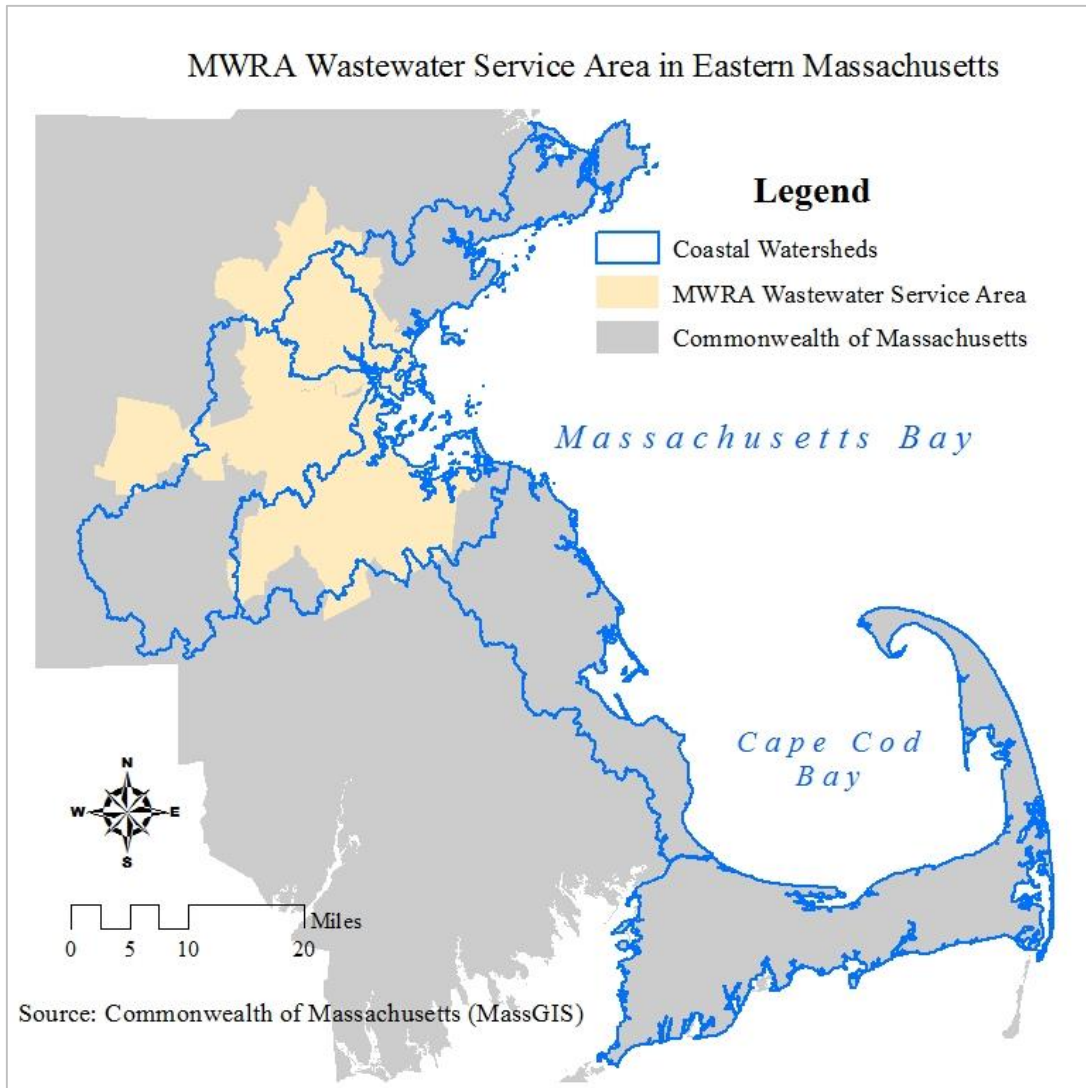 MWRA Wastewater Service Area in Eastern Massachusetts
Legend
Coastal Watersheds
MWRA Wastewater Service Area
Commonwealth of Massachusetts
Massachusetts Bay
Cape Cod
Bay
N
W E
S
Miles
0 5 10 20
Source: Commonwealth of Massachusetts (MassGIS)